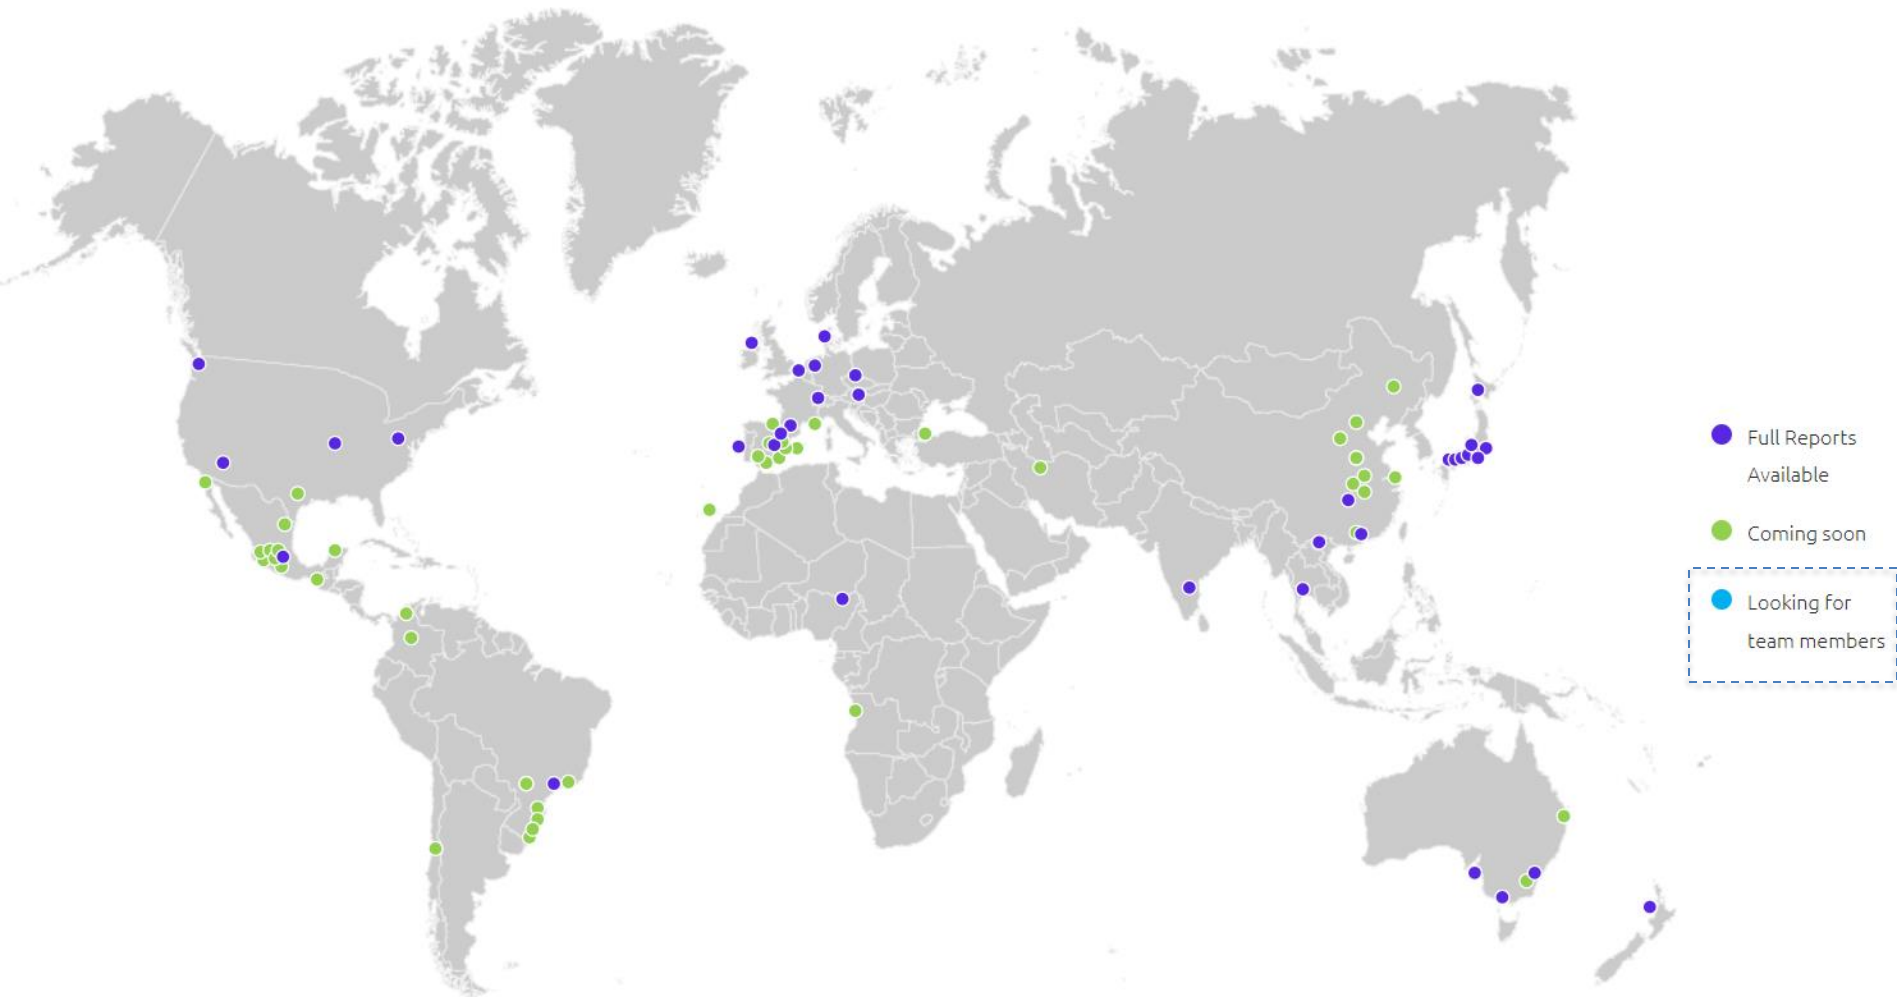 Full Reports
Available
Coming soon
Looking for
team members